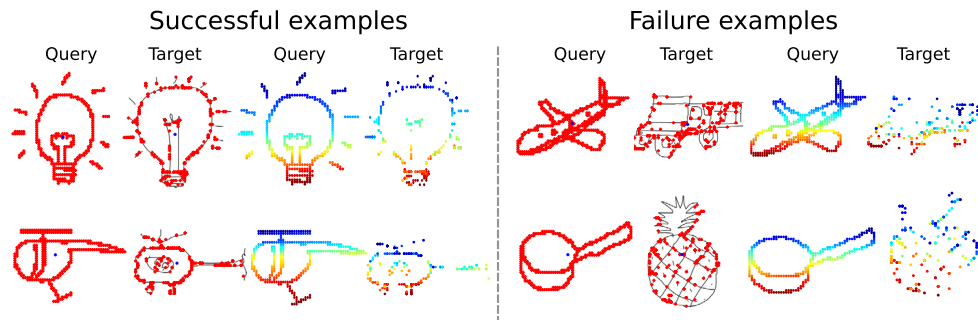 Successful examples
Failure examples
Query Target Query Target
Query Target Query Target